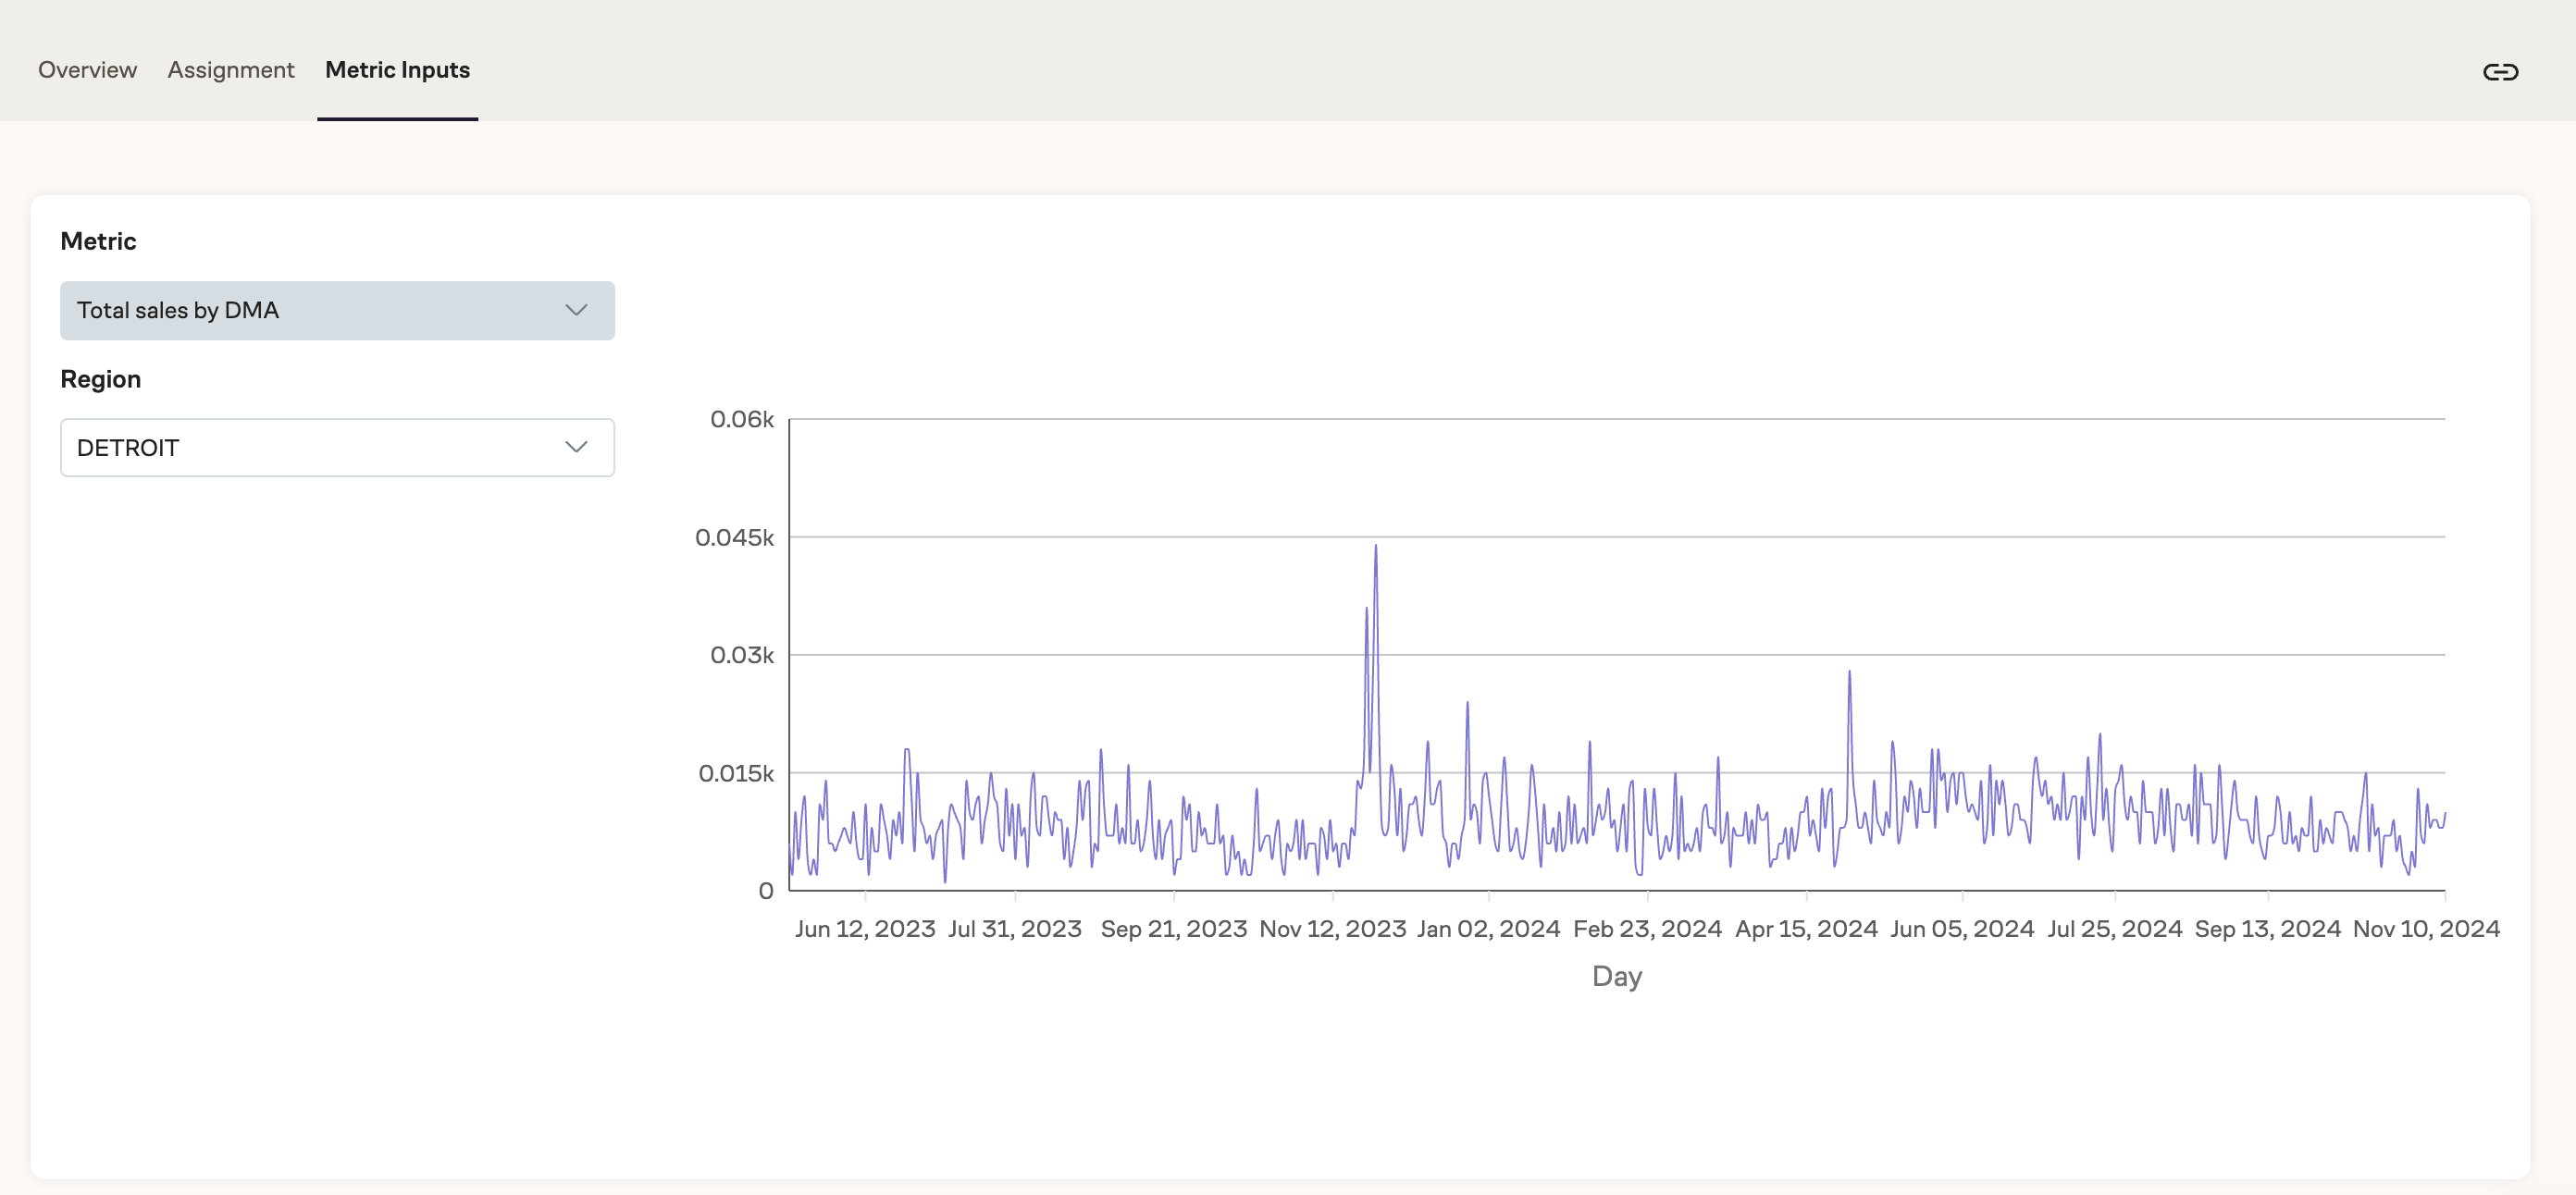 Overview Assignment Metric Inputs
Metric
Total sales by DMA
Region
DETROIT
0.06k
0.045k
0.03k
0.015k
0
Jun 12, 2023 Jul 31, 2023 Sep 21, 2023 Nov 12, 2023 Jan 02, 2024 Feb 23, 2024 Apr 15, 2024 Jun 05, 2024 Jul 25, 2024 Sep 13, 2024 Nov 10, 2024
Day